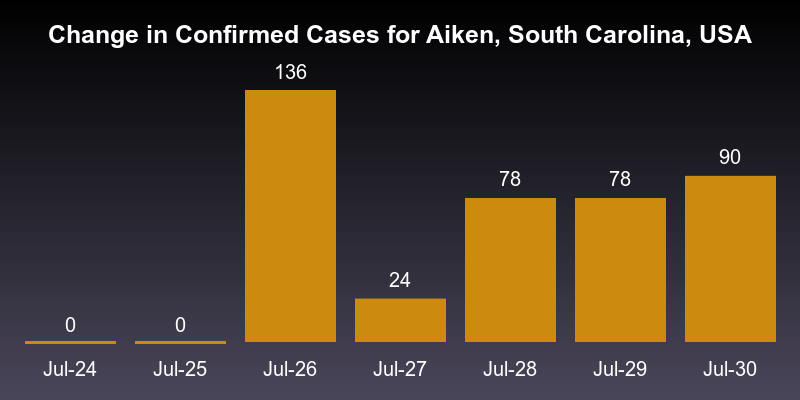 Change in Confirmed Cases for Aiken, South Carolina, USA
136
90
78
78
24
0
0
Jul-24
Jul-25
Jul-26
Jul-27
Jul-28
Jul-29
Jul-30